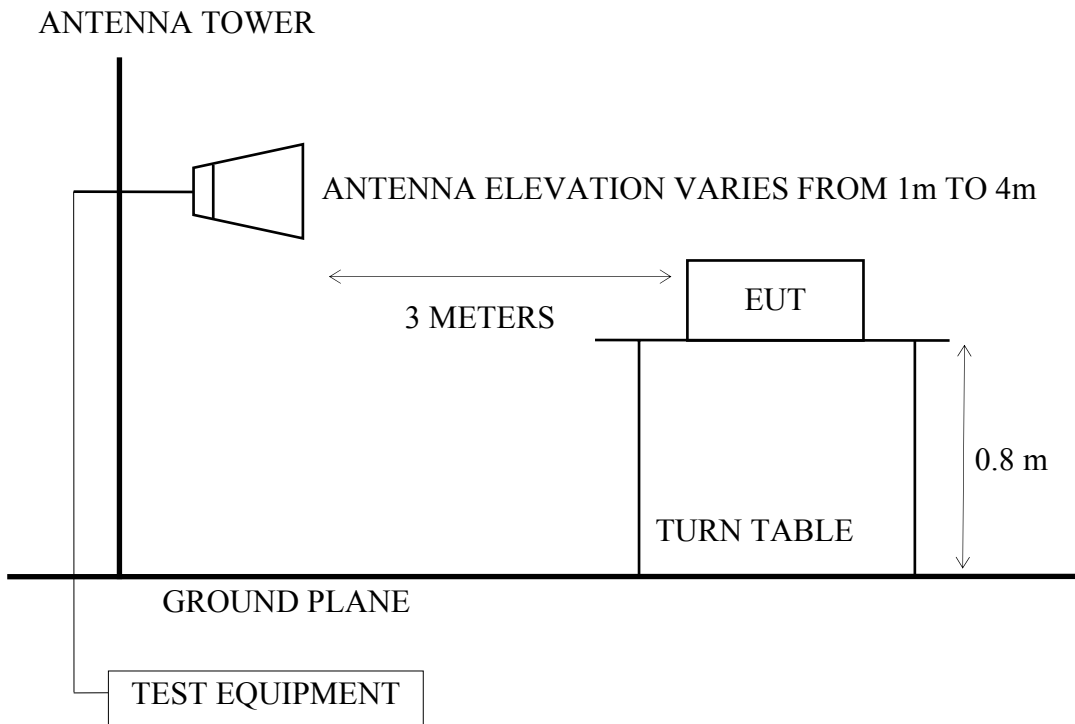 ANTENNA TOWER
ANTENNA ELEVATION VARIES FROM 1m TO 4m
EUT
3 METERS
0.8 m
TURN TABLE
GROUND PLANE
TEST EQUIPMENT